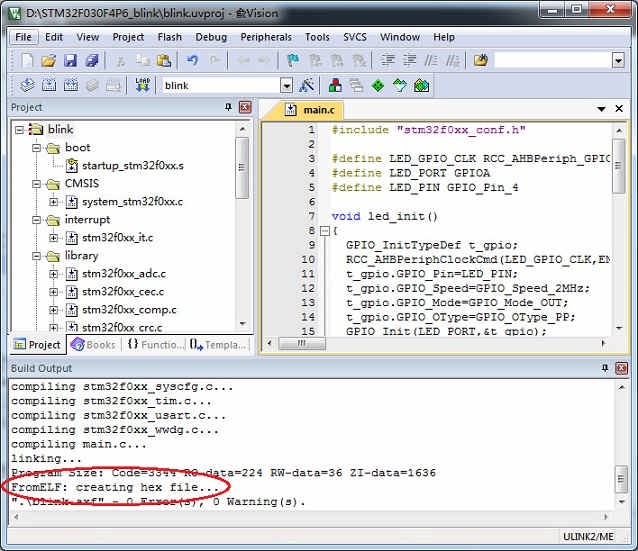 D:\STM32F030F4P6_blink\blink.uvproj - ㎶Vision
File Edit View Project Flash Debug Peripherals Tools SVCS Window Help
LOAD
blink
Project
blink
boot
startup_stm32f0xx.s
CMSIS
system_stm32f0xx.c
interrupt
stm32f0xx_it.c
library
stm32f0xx_adc.c
stm32f0xx_cec.c
stm32f0xx_comp.c
stm32f0xx_crc.c
Project Books {} Functio... Templa...
main.c
1 #include "stm32f0xx_conf.h"
2
3 #define LED_GPIO_CLK RCC_AHBPeriph_GPIO
4 #define LED_PORT GPIOA
5 #define LED_PIN GPIO_Pin_4
6
7 void led_init()
8 {
9 GPIO_InitTypeDef t_gpio;
10 RCC_AHBPeriphClockCmd(LED_GPIO_CLK,EN
11 t_gpio.GPIO_Pin=LED_PIN;
12 t_gpio.GPIO_Speed=GPIO_Speed_2MHz;
13 t_gpio.GPIO_Mode=GPIO_Mode_OUT;
14 t_gpio.GPIO_OType=GPIO_OType_PP;
15 GPIO_Init(LED_PORT,&t_gpio);
Build Output
compiling stm32f0xx_syscfg.c...
compiling stm32f0xx_tim.c...
compiling stm32f0xx_usart.c...
compiling stm32f0xx_wwdg.c...
compiling main.c...
linking...
Program Size: Code=3344 RO-data=224 RW-data=36 ZI-data=1636
FromELF: creating hex file...
".\blink.axf" - 0 Error(s), 0 Warning(s).
ULINK2/ME